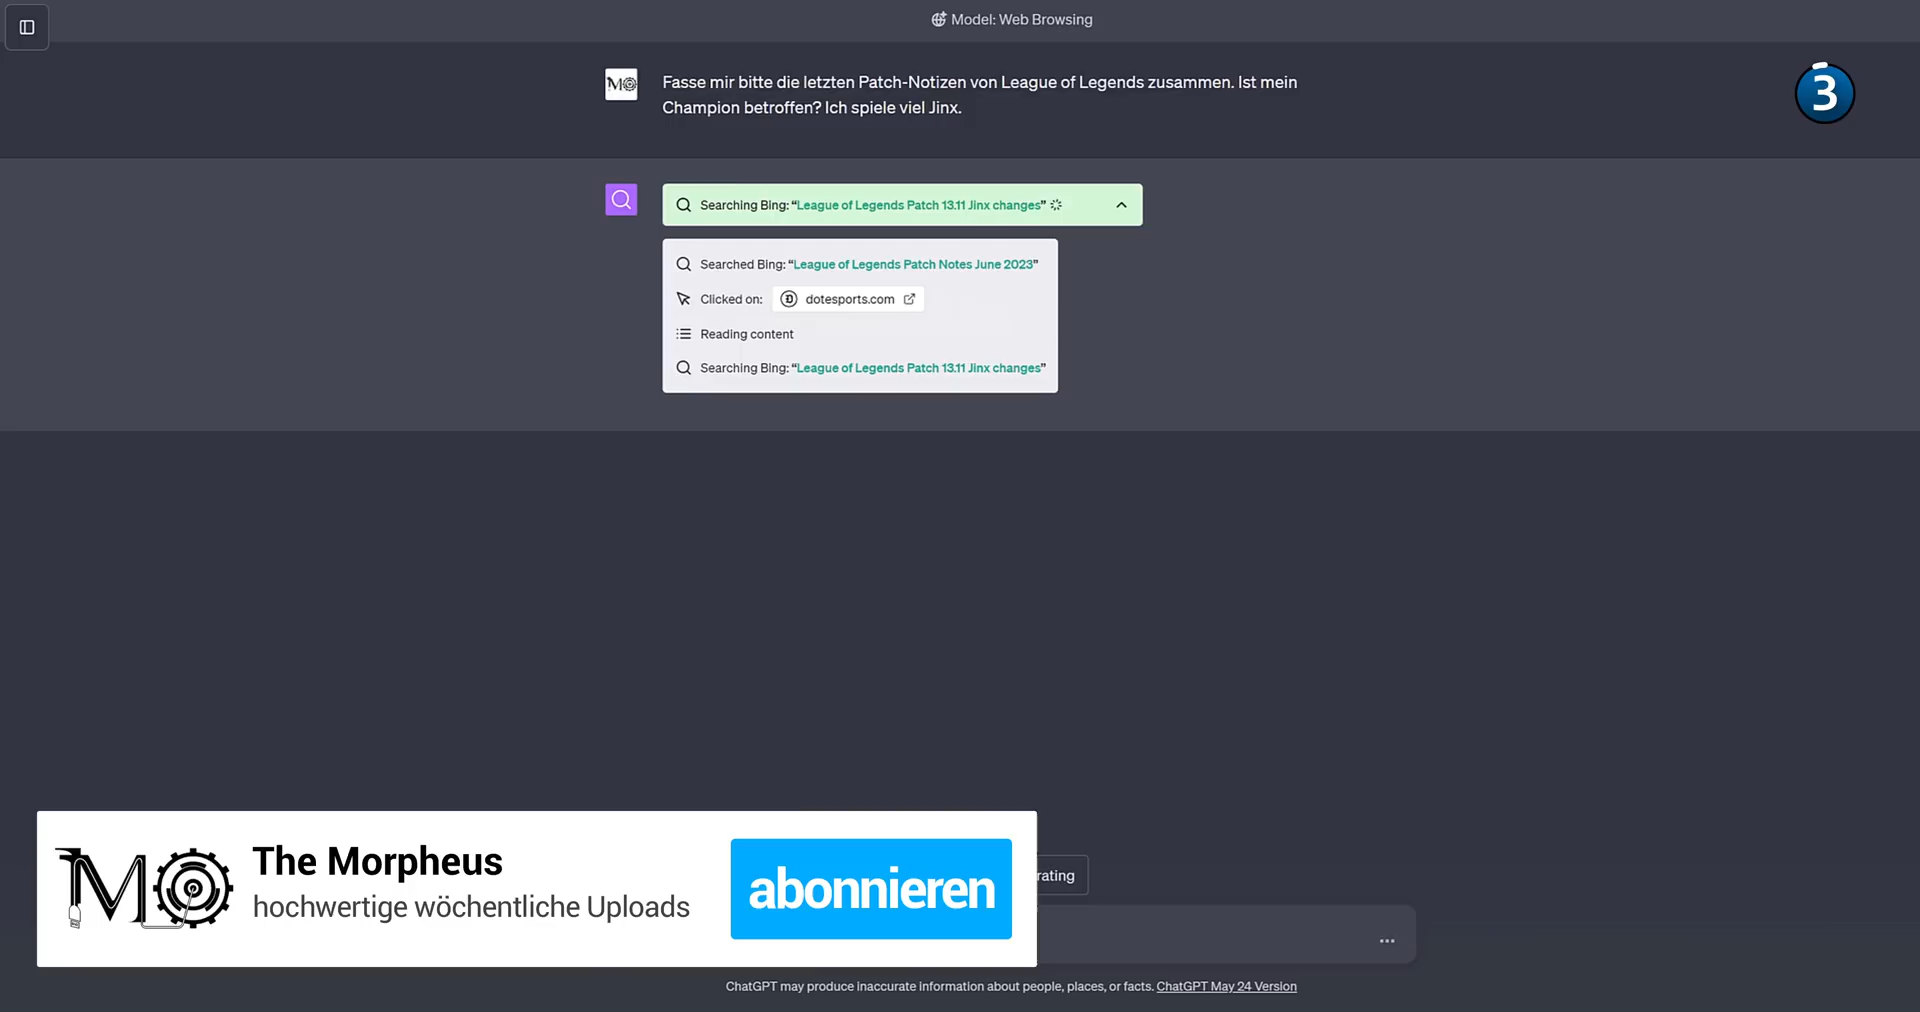 Model: Web Browsing
MO
Fasse mir bitte die letzten Patch-Notizen von League of Legends zusammen. Ist mein
Champion betroffen? Ich spiele viel Jinx.
3
Searching Bing: “League of Legends Patch 13.11 Jinx changes”
Searched Bing: “League of Legends Patch Notes June 2023”
Clicked on: dotesports.com
Reading content
Searching Bing: “League of Legends Patch 13.11 Jinx changes”
MO
The Morpheus
hochwertige wöchentliche Uploads
abonnieren
rating
ChatGPT may produce inaccurate information about people, places, or facts. ChatGPT May 24 Version